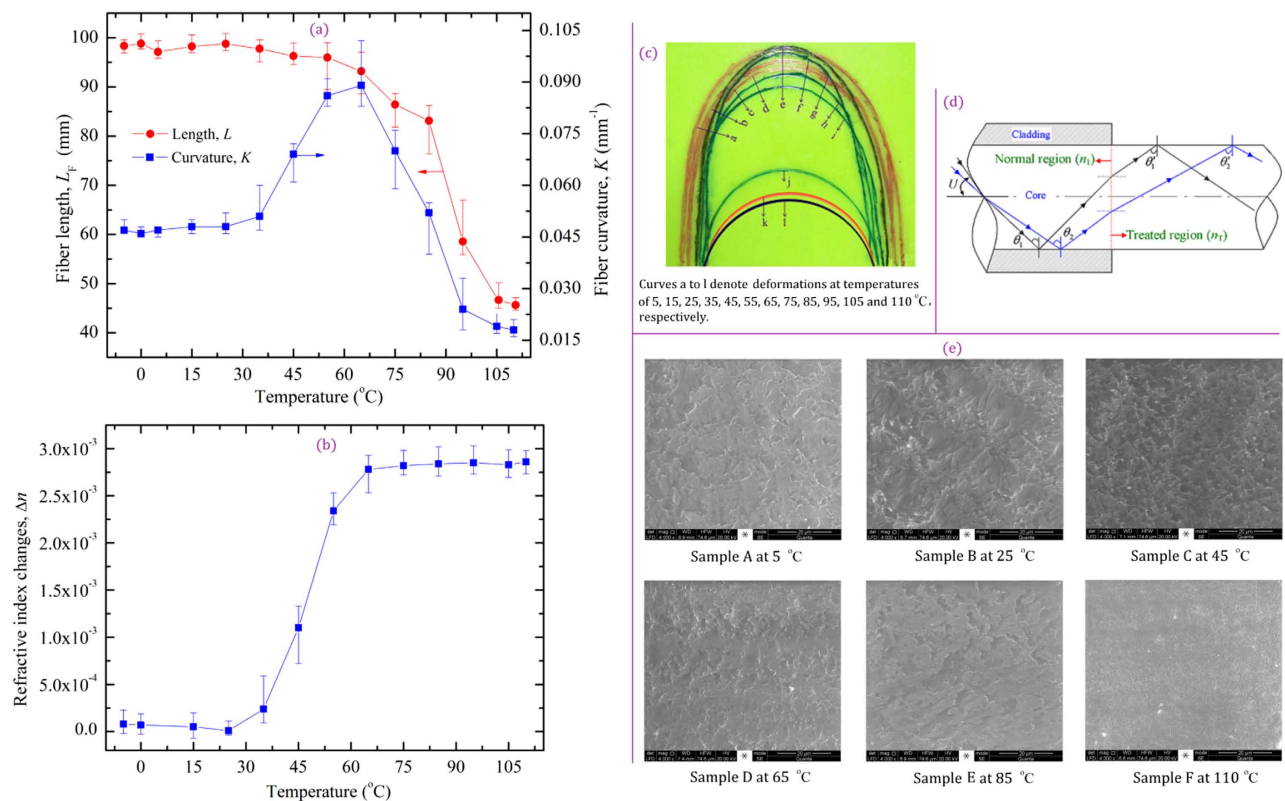 (a)
100
90
80
70
60
50
40
Fiber length, L_F (mm)
0.105
0.090
0.075
0.060
0.045
0.030
0.015
Fiber curvature, K (mm⁻¹)
Length, L
Curvature, K
0 15 30 45 60 75 90 105
Temperature (°C)
(b)
3.0x10⁻³
2.5x10⁻³
2.0x10⁻³
1.5x10⁻³
1.0x10⁻³
5.0x10⁻⁴
0.0
Refractive index changes, Δn
0 15 30 45 60 75 90 105
Temperature (°C)
(c)
a b c d e f g h i
j
k l
Curves a to l denote deformations at temperatures
of 5, 15, 25, 35, 45, 55, 65, 75, 85, 95, 105 and 110 °C,
respectively.
(d)
Cladding
Normal region (n₁)
U
Core
θ₁ θ₂
θ₁' θ₂'
Treated region (n_T)
(e)
Sample A at 5 °C
Sample B at 25 °C
Sample C at 45 °C
Sample D at 65 °C
Sample E at 85 °C
Sample F at 110 °C